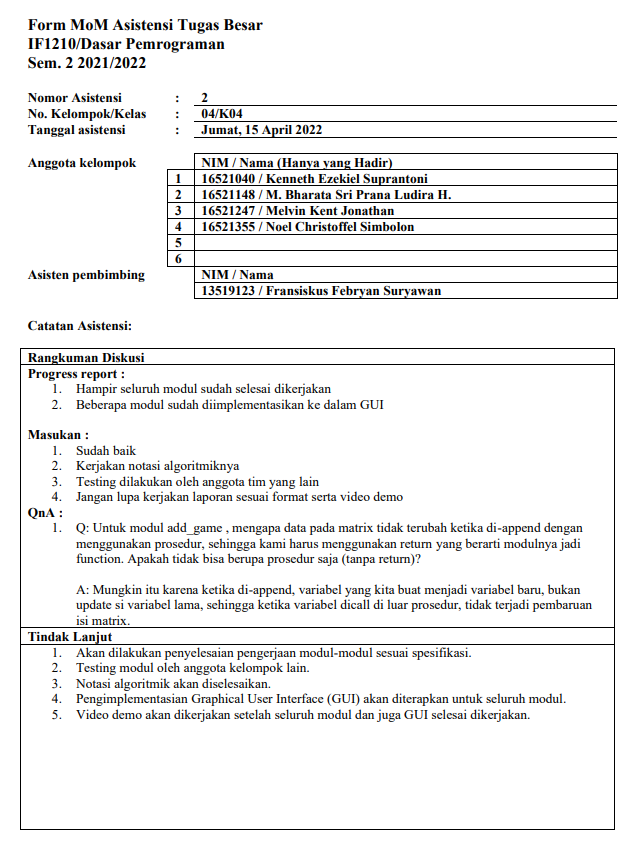 Form MoM Asistensi Tugas Besar
IF1210/Dasar Pemrograman
Sem. 2 2021/2022
Nomor Asistensi : 2
No. Kelompok/Kelas : 04/K04
Tanggal asistensi : Jumat, 15 April 2022
Anggota kelompok NIM / Nama (Hanya yang Hadir)
1 16521040 / Kenneth Ezekiel Suprantoni
2 16521148 / M. Bharata Sri Prana Ludira H.
3 16521247 / Melvin Kent Jonathan
4 16521355 / Noel Christoffel Simbolon
5
6
Asisten pembimbing NIM / Nama
13519123 / Fransiskus Febryan Suryawan
Catatan Asistensi:
Rangkuman Diskusi
Progress report :
1. Hampir seluruh modul sudah selesai dikerjakan
2. Beberapa modul sudah diimplementasikan ke dalam GUI
Masukan :
1. Sudah baik
2. Kerjakan notasi algoritmiknya
3. Testing dilakukan oleh anggota tim yang lain
4. Jangan lupa kerjakan laporan sesuai format serta video demo
QnA :
1. Q: Untuk modul add_game , mengapa data pada matrix tidak terubah ketika di-append dengan
menggunakan prosedur, sehingga kami harus menggunakan return yang berarti modulnya jadi
function. Apakah tidak bisa berupa prosedur saja (tanpa return)?
A: Mungkin itu karena ketika di-append, variabel yang kita buat menjadi variabel baru, bukan
update si variabel lama, sehingga ketika variabel dicall di luar prosedur, tidak terjadi pembaruan
isi matrix.
Tindak Lanjut
1. Akan dilakukan penyelesaian pengerjaan modul-modul sesuai spesifikasi.
2. Testing modul oleh anggota kelompok lain.
3. Notasi algoritmik akan diselesaikan.
4. Pengimplementasian Graphical User Interface (GUI) akan diterapkan untuk seluruh modul.
5. Video demo akan dikerjakan setelah seluruh modul dan juga GUI selesai dikerjakan.